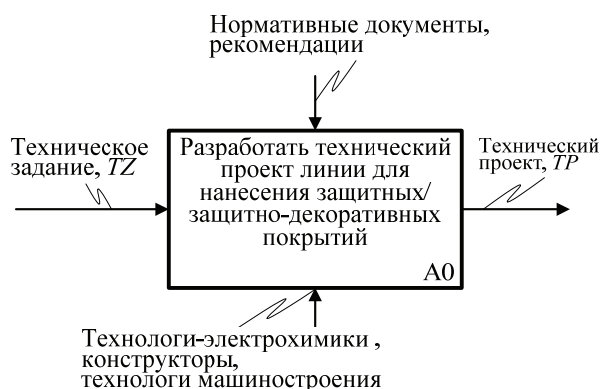 Нормативные документы,
рекомендации
Техническое
задание, TZ
Разработать технический
проект линии для
нанесения защитных/
защитно-декоративных
покрытий
A0
Технический
проект, TP
Технологи-электрохимики ,
конструкторы,
технологи машиностроения